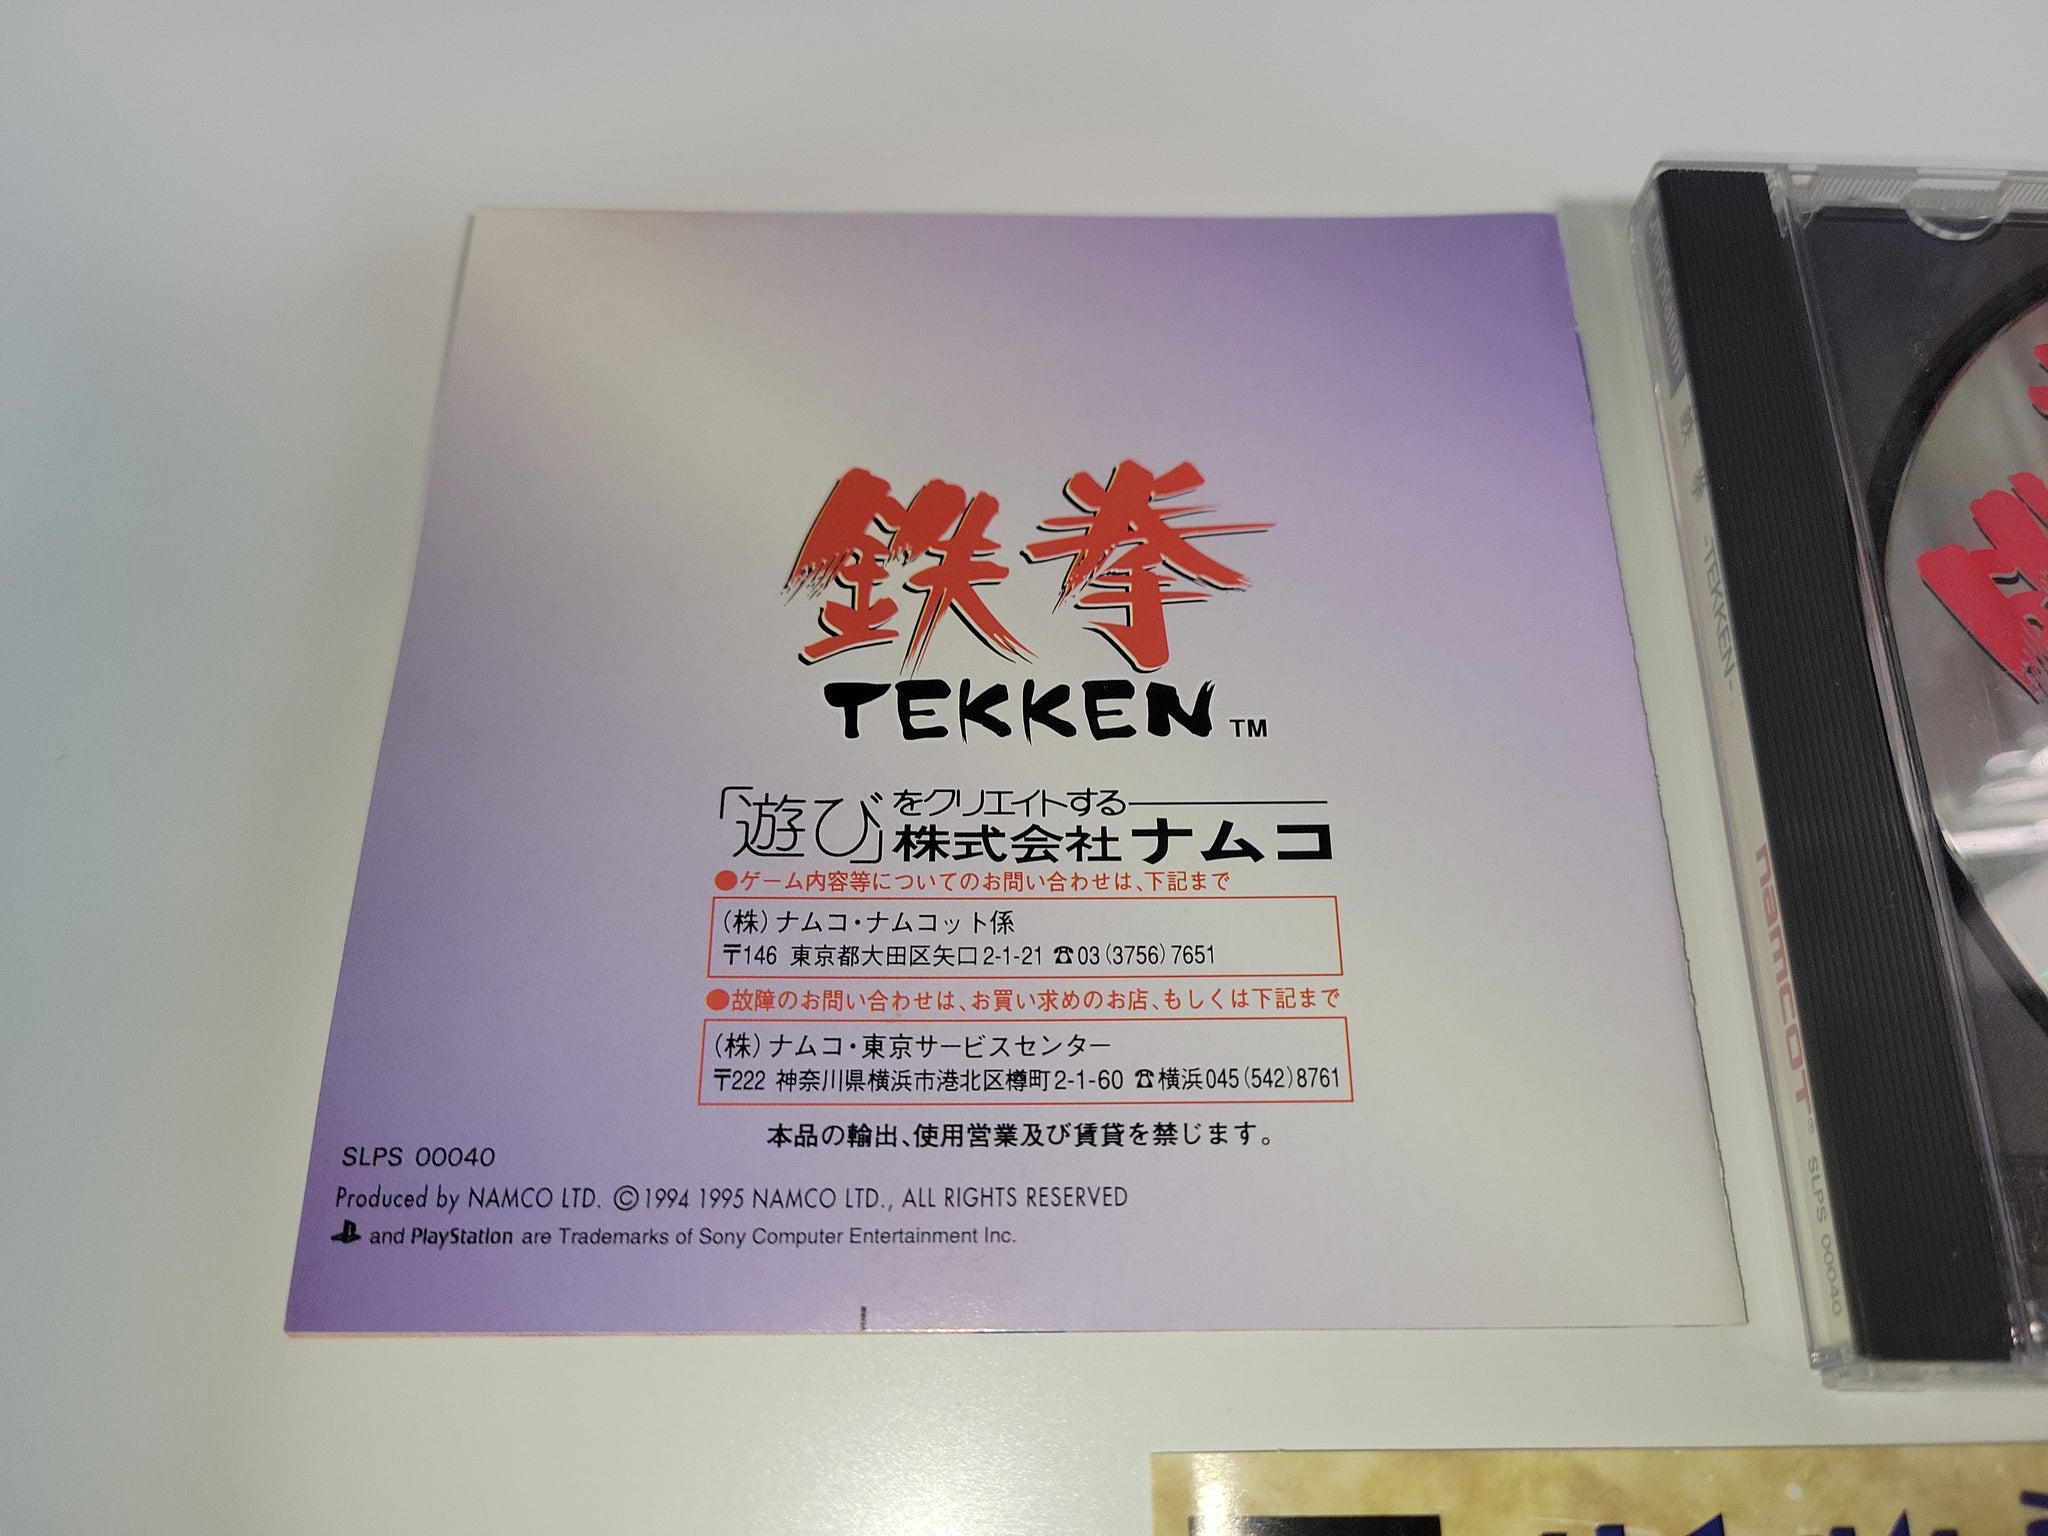 鉄拳
TEKKEN TM
「遊び」をクリエイトする
株式会社ナムコ
●ゲーム内容等についてのお問い合わせは、下記まで
(株)ナムコ・ナムコット係
〒146 東京都大田区矢口2-1-21 ☎03(3756)7651
●故障のお問い合わせは、お買い求めのお店、もしくは下記まで
(株)ナムコ・東京サービスセンター
〒222 神奈川県横浜市港北区樽町2-1-60 ☎横浜045(542)8761
本品の輸出、使用営業及び賃貸を禁じます。
SLPS 00040
Produced by NAMCO LTD. ©1994 1995 NAMCO LTD., ALL RIGHTS RESERVED
and PlayStation are Trademarks of Sony Computer Entertainment Inc.
PlayStation
鉄拳 -TEKKEN-
namcot®
SLPS 00040